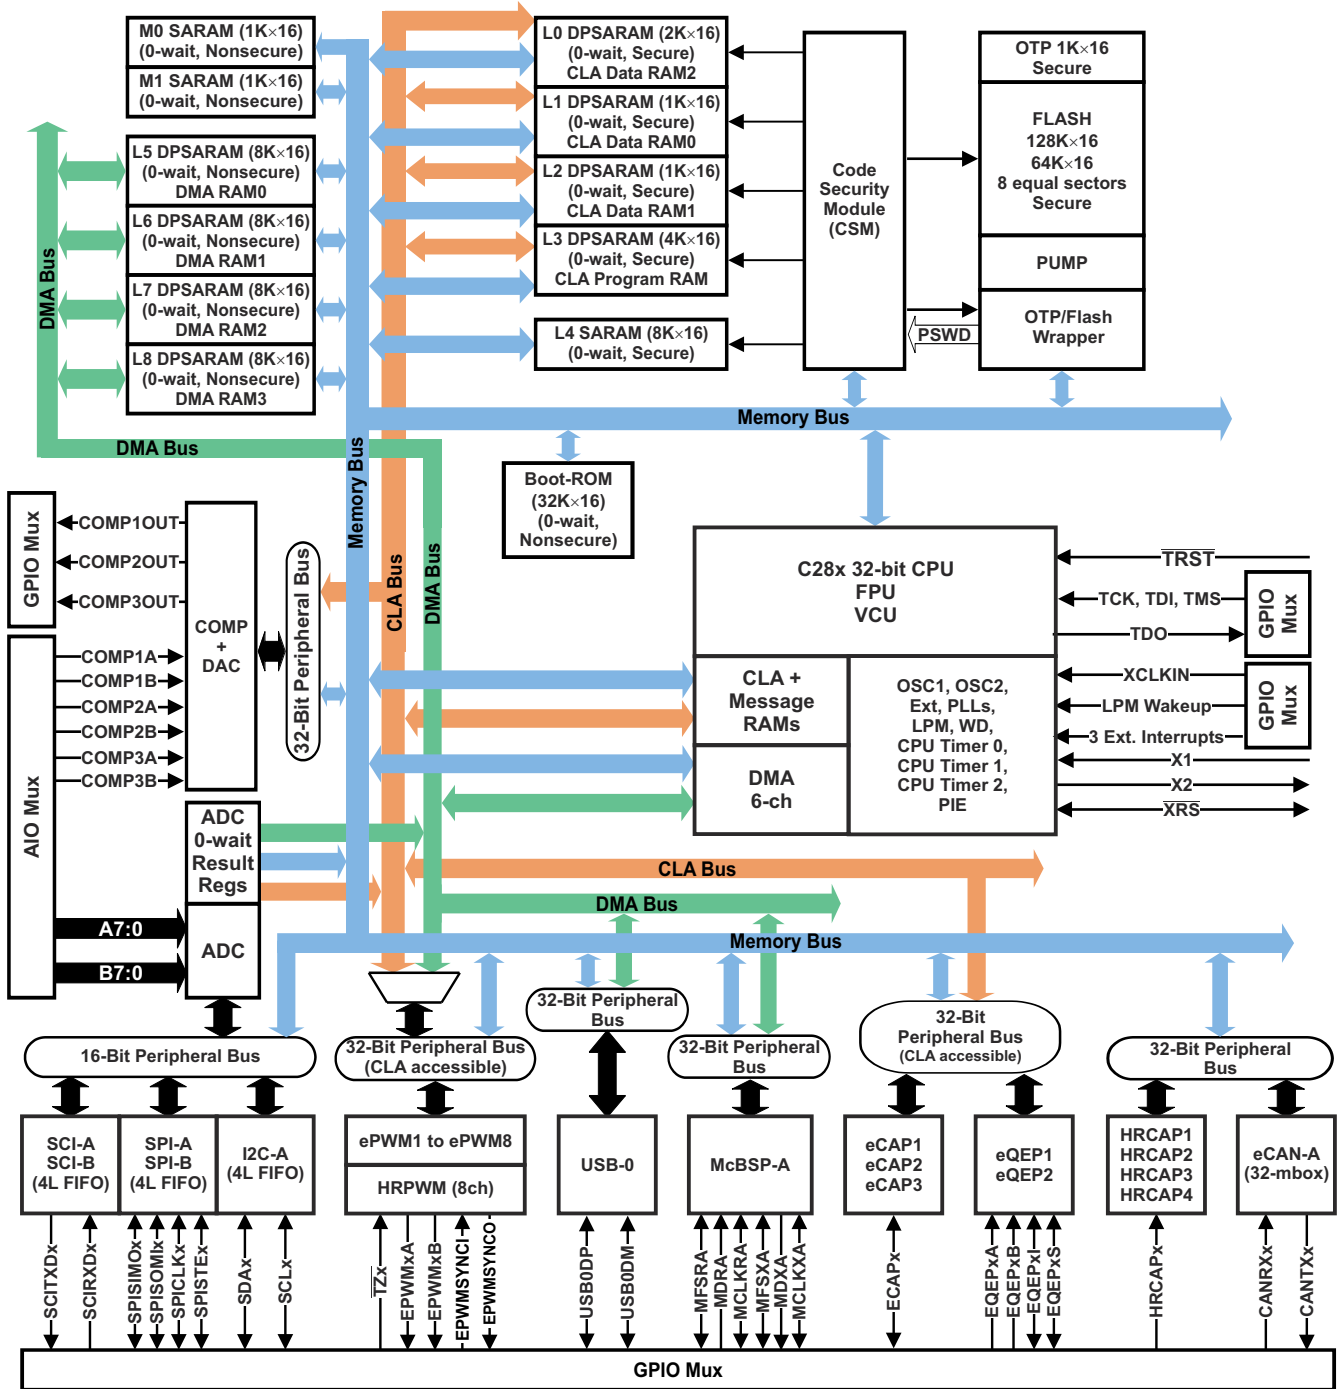 M0 SARAM (1K×16)
(0-wait, Nonsecure)
M1 SARAM (1K×16)
(0-wait, Nonsecure)
L5 DPSARAM (8K×16)
(0-wait, Nonsecure)
DMA RAM0
L6 DPSARAM (8K×16)
(0-wait, Nonsecure)
DMA RAM1
L7 DPSARAM (8K×16)
(0-wait, Nonsecure)
DMA RAM2
L8 DPSARAM (8K×16)
(0-wait, Nonsecure)
DMA RAM3
DMA Bus
L0 DPSARAM (2K×16)
(0-wait, Secure)
CLA Data RAM2
L1 DPSARAM (1K×16)
(0-wait, Secure)
CLA Data RAM0
L2 DPSARAM (1K×16)
(0-wait, Secure)
CLA Data RAM1
L3 DPSARAM (4K×16)
(0-wait, Secure)
CLA Program RAM
L4 SARAM (8K×16)
(0-wait, Secure)
Code
Security
Module
(CSM)
OTP 1K×16
Secure
FLASH
128K×16
64K×16
8 equal sectors
Secure
PUMP
OTP/Flash
Wrapper
PSWD
Memory Bus
DMA Bus
Memory Bus
CLA Bus
DMA Bus
Boot-ROM
(32K×16)
(0-wait,
Nonsecure)
GPIO Mux
COMP1OUT
COMP2OUT
COMP3OUT
COMP
+
DAC
32-Bit Peripheral Bus
AIO Mux
COMP1A
COMP1B
COMP2A
COMP2B
COMP3A
COMP3B
ADC
0-wait
Result
Regs
A7:0
B7:0
ADC
C28x 32-bit CPU
FPU
VCU
CLA +
Message
RAMs
DMA
6-ch
OSC1, OSC2,
Ext, PLLs,
LPM, WD,
CPU Timer 0,
CPU Timer 1,
CPU Timer 2,
PIE
TRST
TCK, TDI, TMS
TDO
GPIO
Mux
XCLKIN
LPM Wakeup
3 Ext. Interrupts
GPIO
Mux
X1
X2
XRS
CLA Bus
DMA Bus
Memory Bus
16-Bit Peripheral Bus
32-Bit Peripheral Bus
(CLA accessible)
32-Bit Peripheral
Bus
32-Bit Peripheral
Bus
32-Bit
Peripheral Bus
(CLA accessible)
32-Bit Peripheral
Bus
SCI-A
SCI-B
(4L FIFO)
SPI-A
SPI-B
(4L FIFO)
I2C-A
(4L FIFO)
ePWM1 to ePWM8
HRPWM (8ch)
USB-0
McBSP-A
eCAP1
eCAP2
eCAP3
eQEP1
eQEP2
HRCAP1
HRCAP2
HRCAP3
HRCAP4
eCAN-A
(32-mbox)
SCITXDx
SCIRXDx
SPISIMOx
SPISOMIx
SPICLKx
SPISTEx
SDAx
SCLx
TZx
EPWMxA
EPWMxB
EPWMSYNCI
EPWMSYNCO
USB0DP
USB0DM
MFSRA
MDRA
MCLKRA
MFSXA
MDXA
MCLKXA
ECAPx
EQEPxA
EQEPxB
EQEPxI
EQEPxS
HRCAPx
CANRXx
CANTXx
GPIO Mux